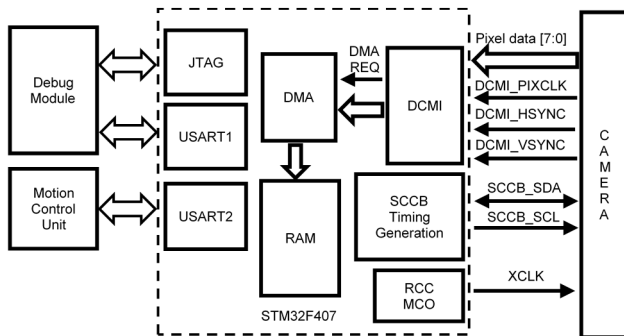 Debug
Module
Motion
Control
Unit
JTAG
USART1
USART2
DMA
RAM
STM32F407
DMA
REQ
DCMI
SCCB
Timing
Generation
RCC
MCO
Pixel data [7:0]
DCMI_PIXCLK
DCMI_HSYNC
DCMI_VSYNC
SCCB_SDA
SCCB_SCL
XCLK
CAMERA